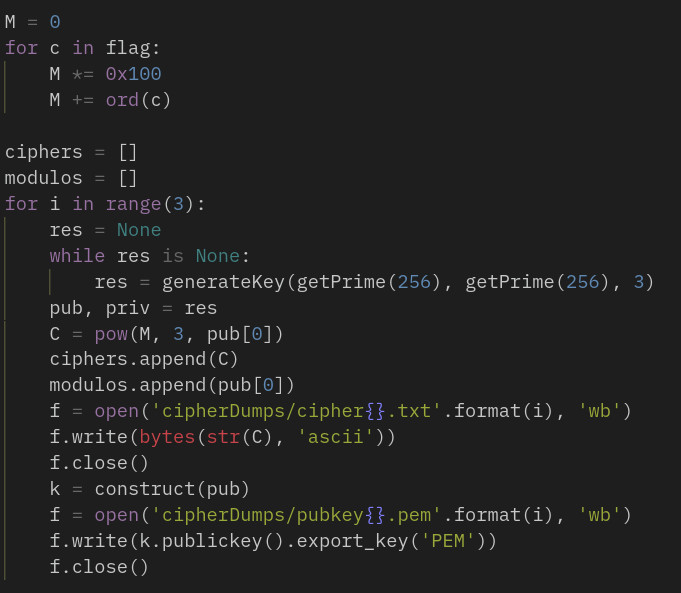 M = 0
for c in flag:
    M *= 0x100
    M += ord(c)

ciphers = []
modulos = []
for i in range(3):
    res = None
    while res is None:
        res = generateKey(getPrime(256), getPrime(256), 3)
    pub, priv = res
    C = pow(M, 3, pub[0])
    ciphers.append(C)
    modulos.append(pub[0])
    f = open('cipherDumps/cipher{}.txt'.format(i), 'wb')
    f.write(bytes(str(C), 'ascii'))
    f.close()
    k = construct(pub)
    f = open('cipherDumps/pubkey{}.pem'.format(i), 'wb')
    f.write(k.publickey().export_key('PEM'))
    f.close()